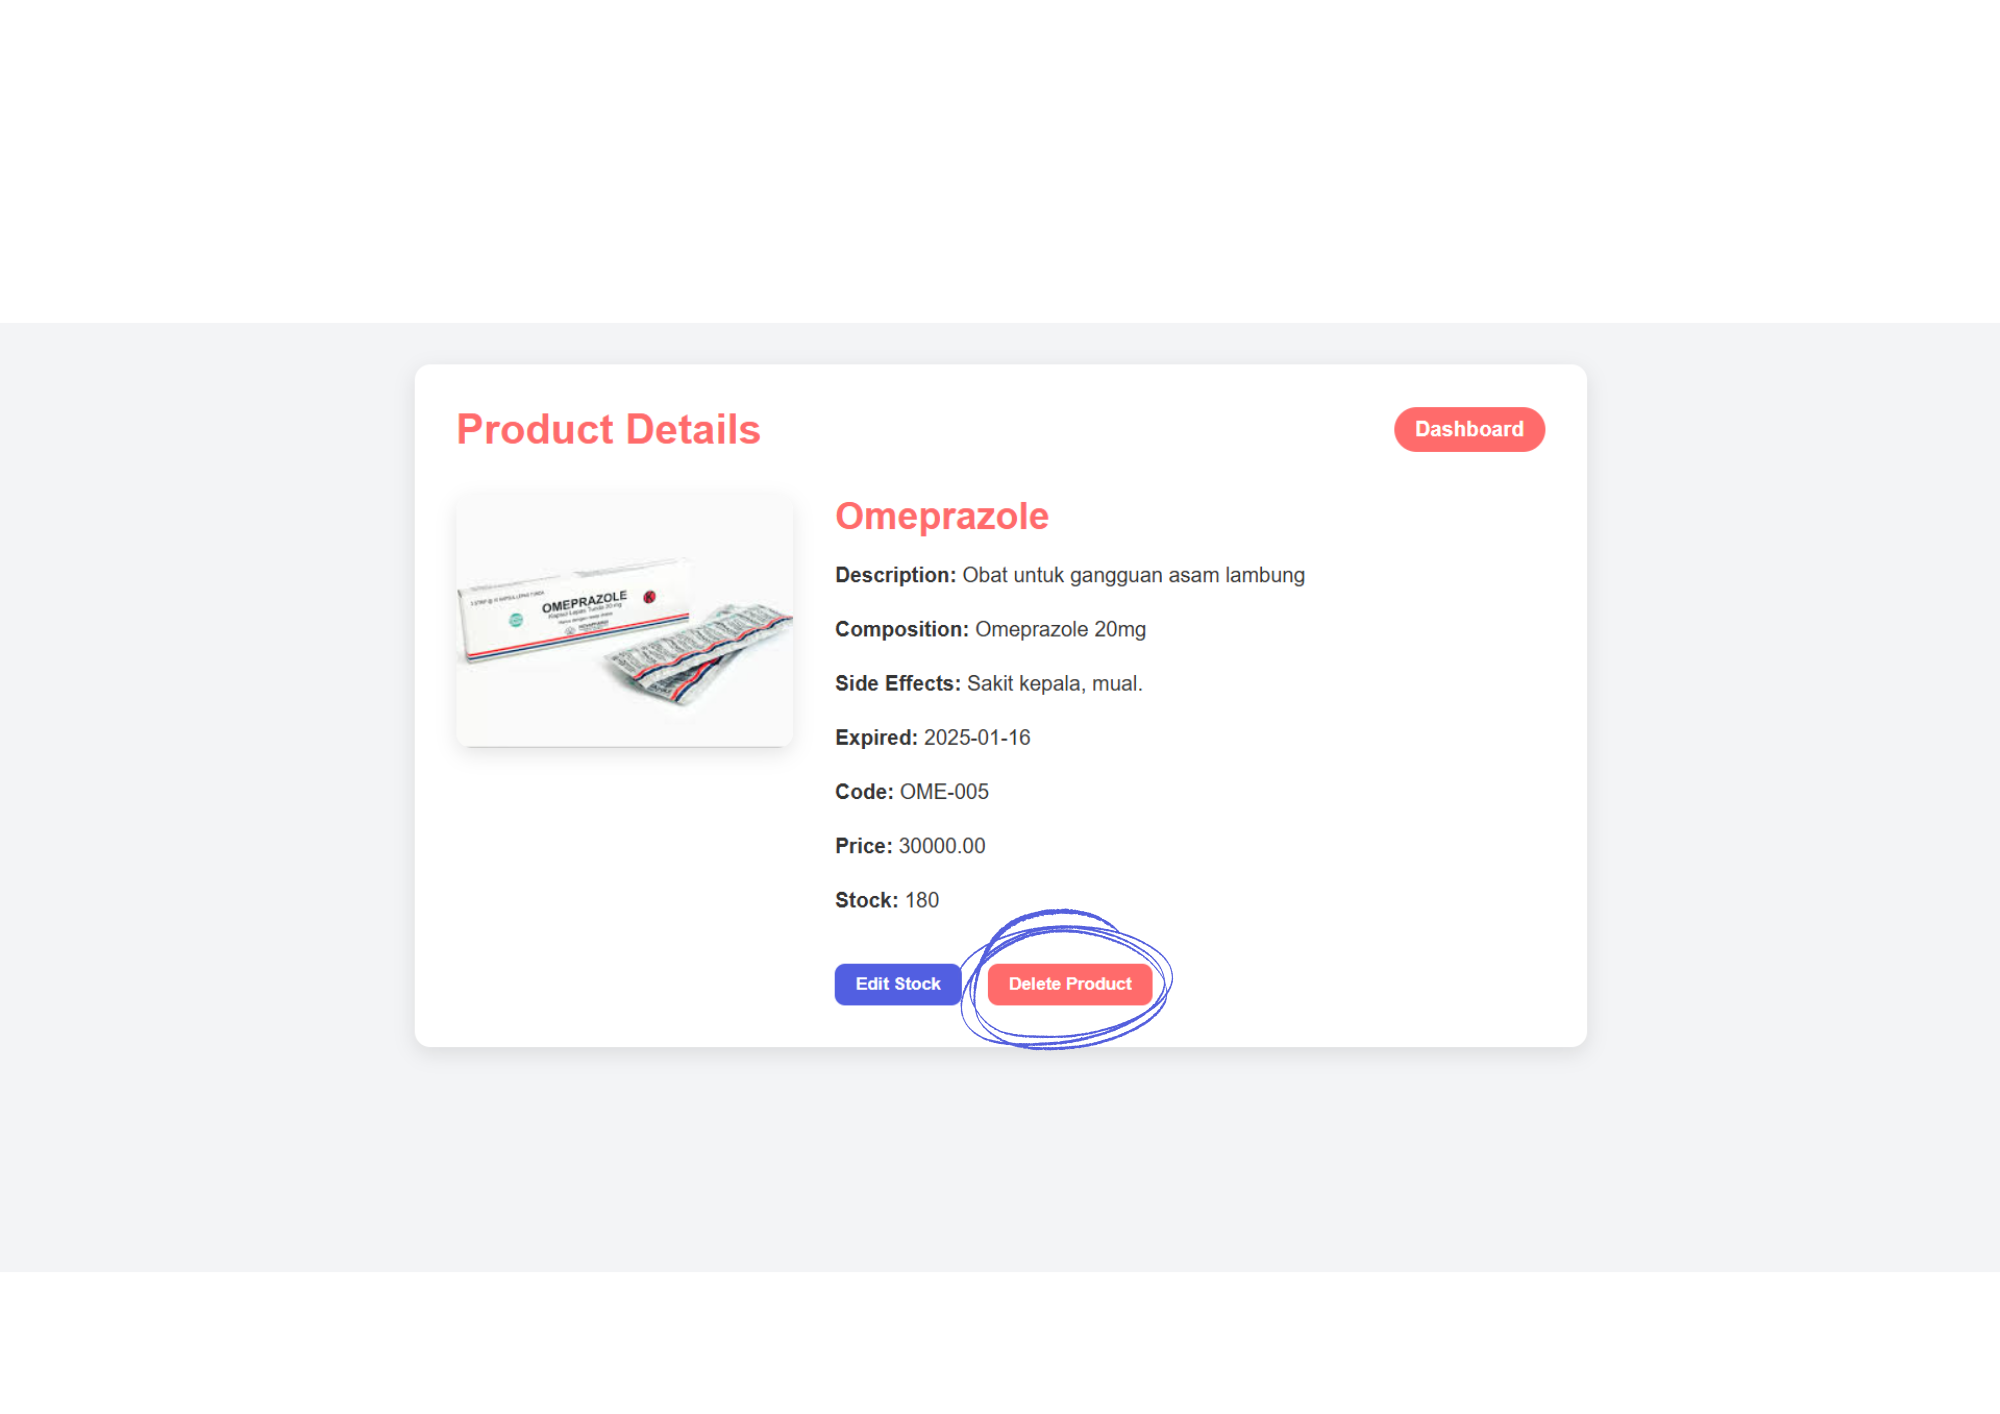 Product Details
Dashboard
OMEPRAZOLE
Omeprazole
Description: Obat untuk gangguan asam lambung
Composition: Omeprazole 20mg
Side Effects: Sakit kepala, mual.
Expired: 2025-01-16
Code: OME-005
Price: 30000.00
Stock: 180
Edit Stock
Delete Product